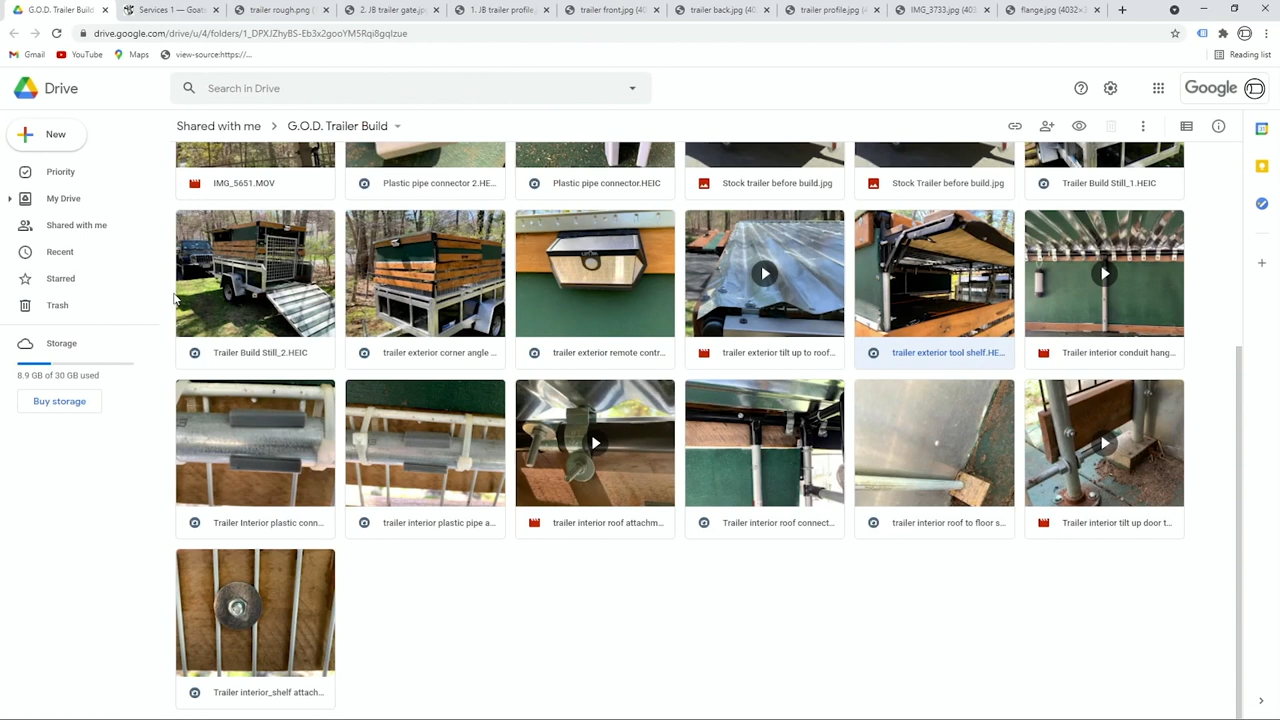 G.O.D. Trailer Build
Services 1 — Goats
trailer rough.png (
2. JB trailer gate.jp
1. JB trailer profile
trailer front.jpg (40
trailer back.jpg (40
trailer profile.jpg (4
IMG_3733.jpg (403
flange.jpg (4032×3
drive.google.com/drive/u/4/folders/1_DPXJZhyBS-Eb3x2gooYM5Rqi8gqIzue
Gmail
YouTube
Maps
view-source:https://...
Reading list
Drive
Search in Drive
Google
New
Shared with me
G.O.D. Trailer Build
Priority
My Drive
Shared with me
Recent
Starred
Trash
Storage
8.9 GB of 30 GB used
Buy storage
IMG_5651.MOV
Plastic pipe connector 2.HE...
Plastic pipe connector.HEIC
Stock trailer before build.jpg
Stock Trailer before build.jpg
Trailer Build Still_1.HEIC
Trailer Build Still_2.HEIC
trailer exterior corner angle ...
trailer exterior remote contr...
trailer exterior tilt up to roof...
trailer exterior tool shelf.HE...
Trailer interior conduit hang...
Trailer Interior plastic conn...
trailer interior plastic pipe a...
trailer interior roof attachm...
Trailer interior roof connect...
trailer interior roof to floor s...
Trailer interior tilt up door t...
Trailer interior_shelf attach...